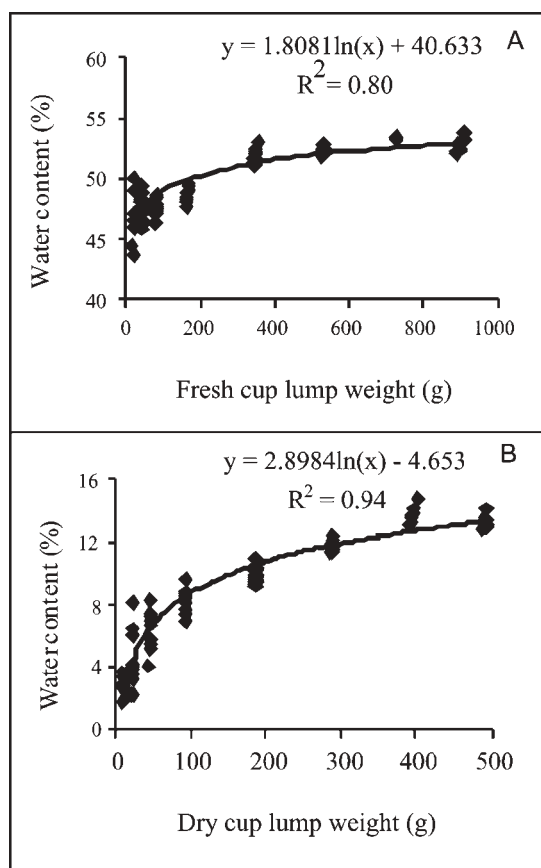 y = 1.8081ln(x) + 40.633 A
R² = 0.80
60
55
50
45
40
Water content (%)
0 200 400 600 800 1000
Fresh cup lump weight (g)
y = 2.8984ln(x) - 4.653 B
R² = 0.94
16
12
8
4
0
Water content (%)
0 100 200 300 400 500
Dry cup lump weight (g)